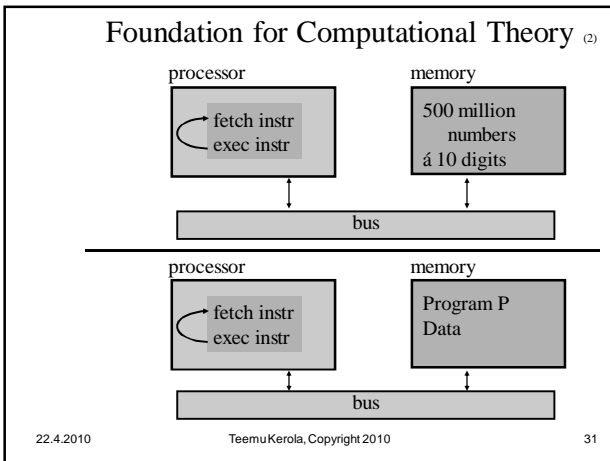 Foundation for Computational Theory (2)
processor
memory
fetch instr
exec instr
500 million
numbers
á 10 digits
bus
processor
memory
fetch instr
exec instr
Program P
Data
bus
22.4.2010
Teemu Kerola, Copyright 2010
31